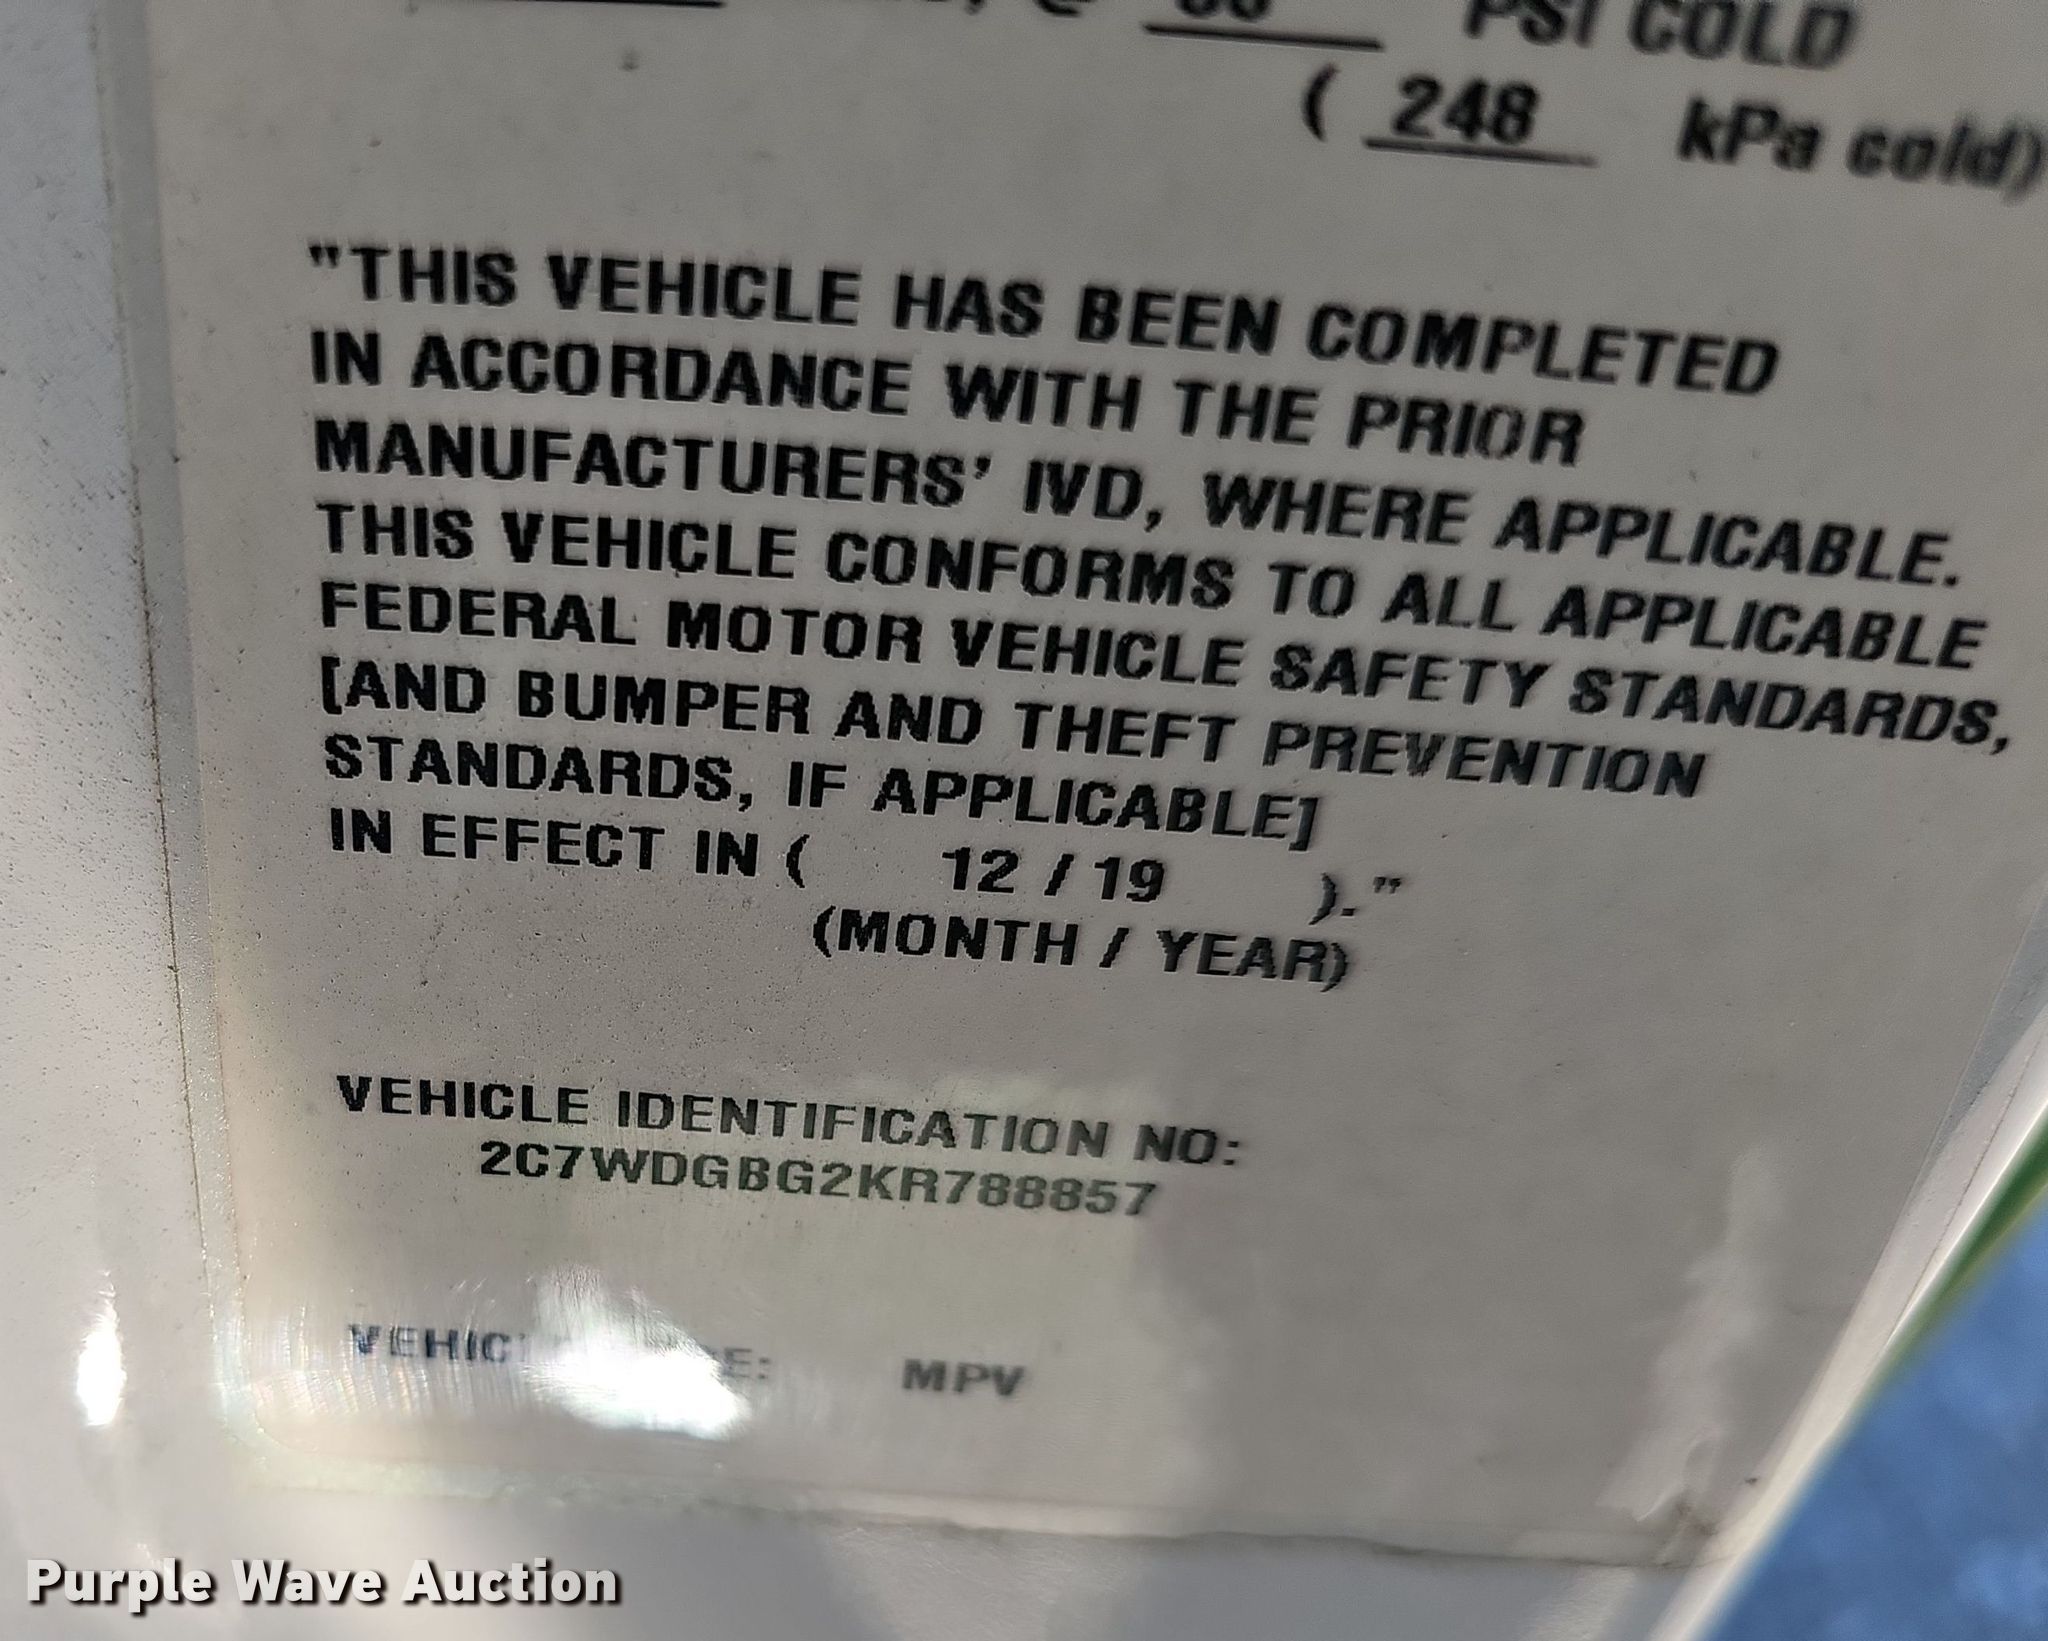 PSI COLD
( 248 kPa cold)
"THIS VEHICLE HAS BEEN COMPLETED
IN ACCORDANCE WITH THE PRIOR
MANUFACTURERS' IVD, WHERE APPLICABLE.
THIS VEHICLE CONFORMS TO ALL APPLICABLE
FEDERAL MOTOR VEHICLE SAFETY STANDARDS,
[AND BUMPER AND THEFT PREVENTION
STANDARDS, IF APPLICABLE]
IN EFFECT IN ( 12 / 19 )."
(MONTH / YEAR)
VEHICLE IDENTIFICATION NO:
2C7WDGBG2KR788857
MPV
Purple Wave Auction